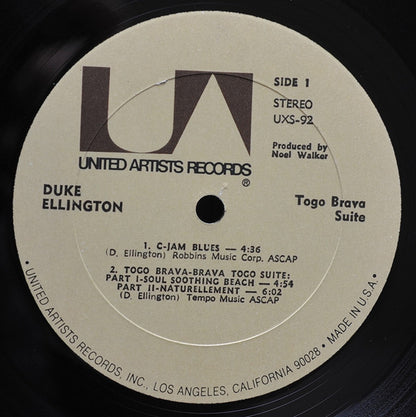 UA
SIDE 1
STEREO
UXS-92
UNITED ARTISTS RECORDS
®
Produced by
Noel Walker
DUKE
ELLINGTON
Togo Brava
Suite
1. C-JAM BLUES — 4:36
(D. Ellington) Robbins Music Corp. ASCAP
2. TOGO BRAVA-BRAVA TOGO SUITE:
PART I-SOUL SOOTHING BEACH — 4:54
PART II-NATURELLEMENT — 6:02
(D. Ellington) Tempo Music ASCAP
• UNITED ARTISTS RECORDS, INC., LOS ANGELES, CALIFORNIA 90028 • MADE IN U.S.A. •